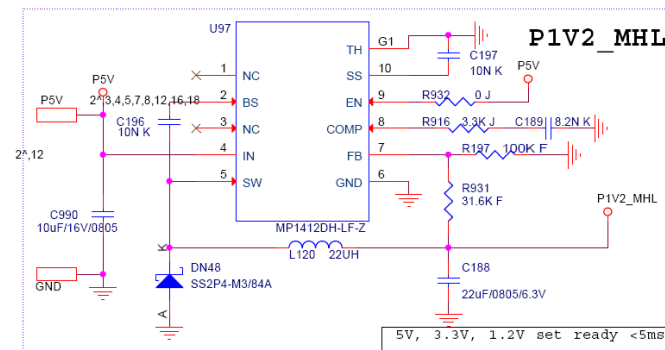 U97
P1V2_MHL
TH
G1
C197
10N K
P5V
1
NC
SS
10
P5V
P5V
2^,3,4,5,7,8,12,16,18
2
BS
EN
9
R932
0 J
C196
10N K
3
NC
COMP
8
R916
3.3K J
C189
8.2N K
2^,12
4
IN
FB
7
R197
100K F
5
SW
GND
6
R931
31.6K F
P1V2_MHL
C990
10uF/16V/0805
MP1412DH-LF-Z
K
L120
22UH
DN48
SS2P4-M3/84A
C188
22uF/0805/6.3V
GND
A
5V, 3.3V, 1.2V set ready <5ms